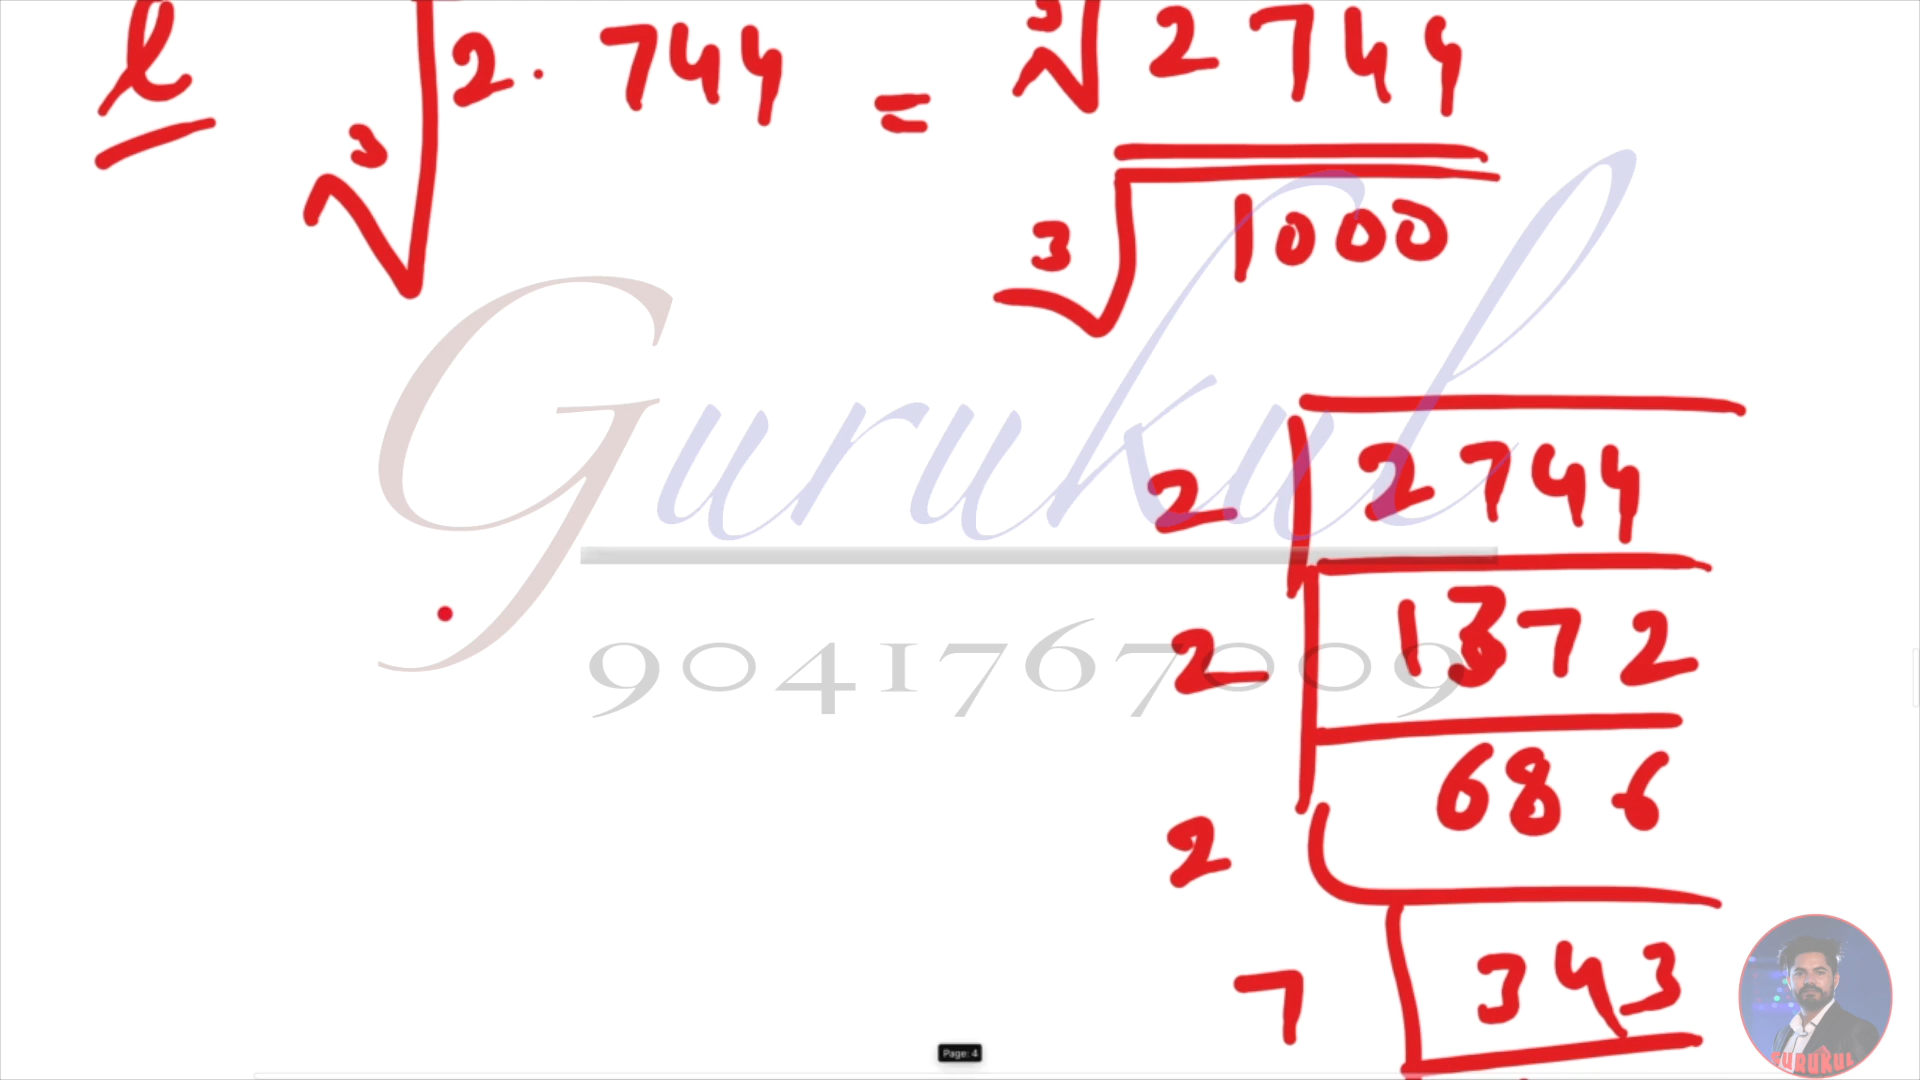 l ∛2.744 = ∛2744
∛1000
Gurukul
2 2744
9041767009
2 1372
2 686
7 343
Page: 4
GURUKUL